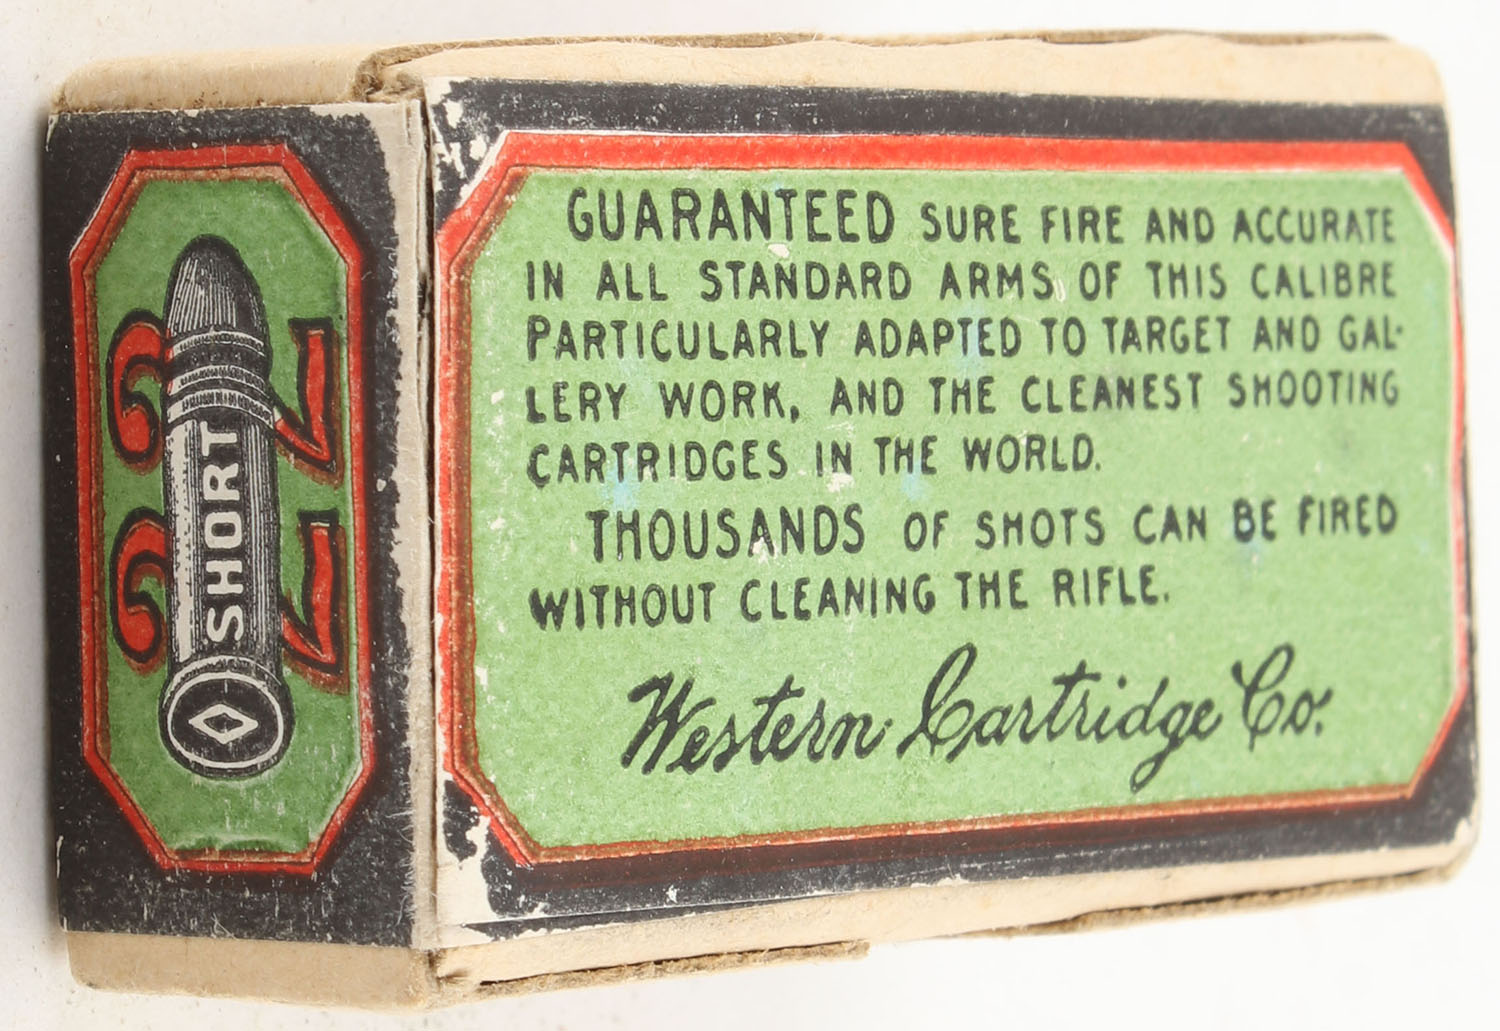 22
SHORT
22
GUARANTEED SURE FIRE AND ACCURATE
IN ALL STANDARD ARMS OF THIS CALIBRE
PARTICULARLY ADAPTED TO TARGET AND GAL-
LERY WORK, AND THE CLEANEST SHOOTING
CARTRIDGES IN THE WORLD.
THOUSANDS OF SHOTS CAN BE FIRED
WITHOUT CLEANING THE RIFLE.
Western Cartridge Co.